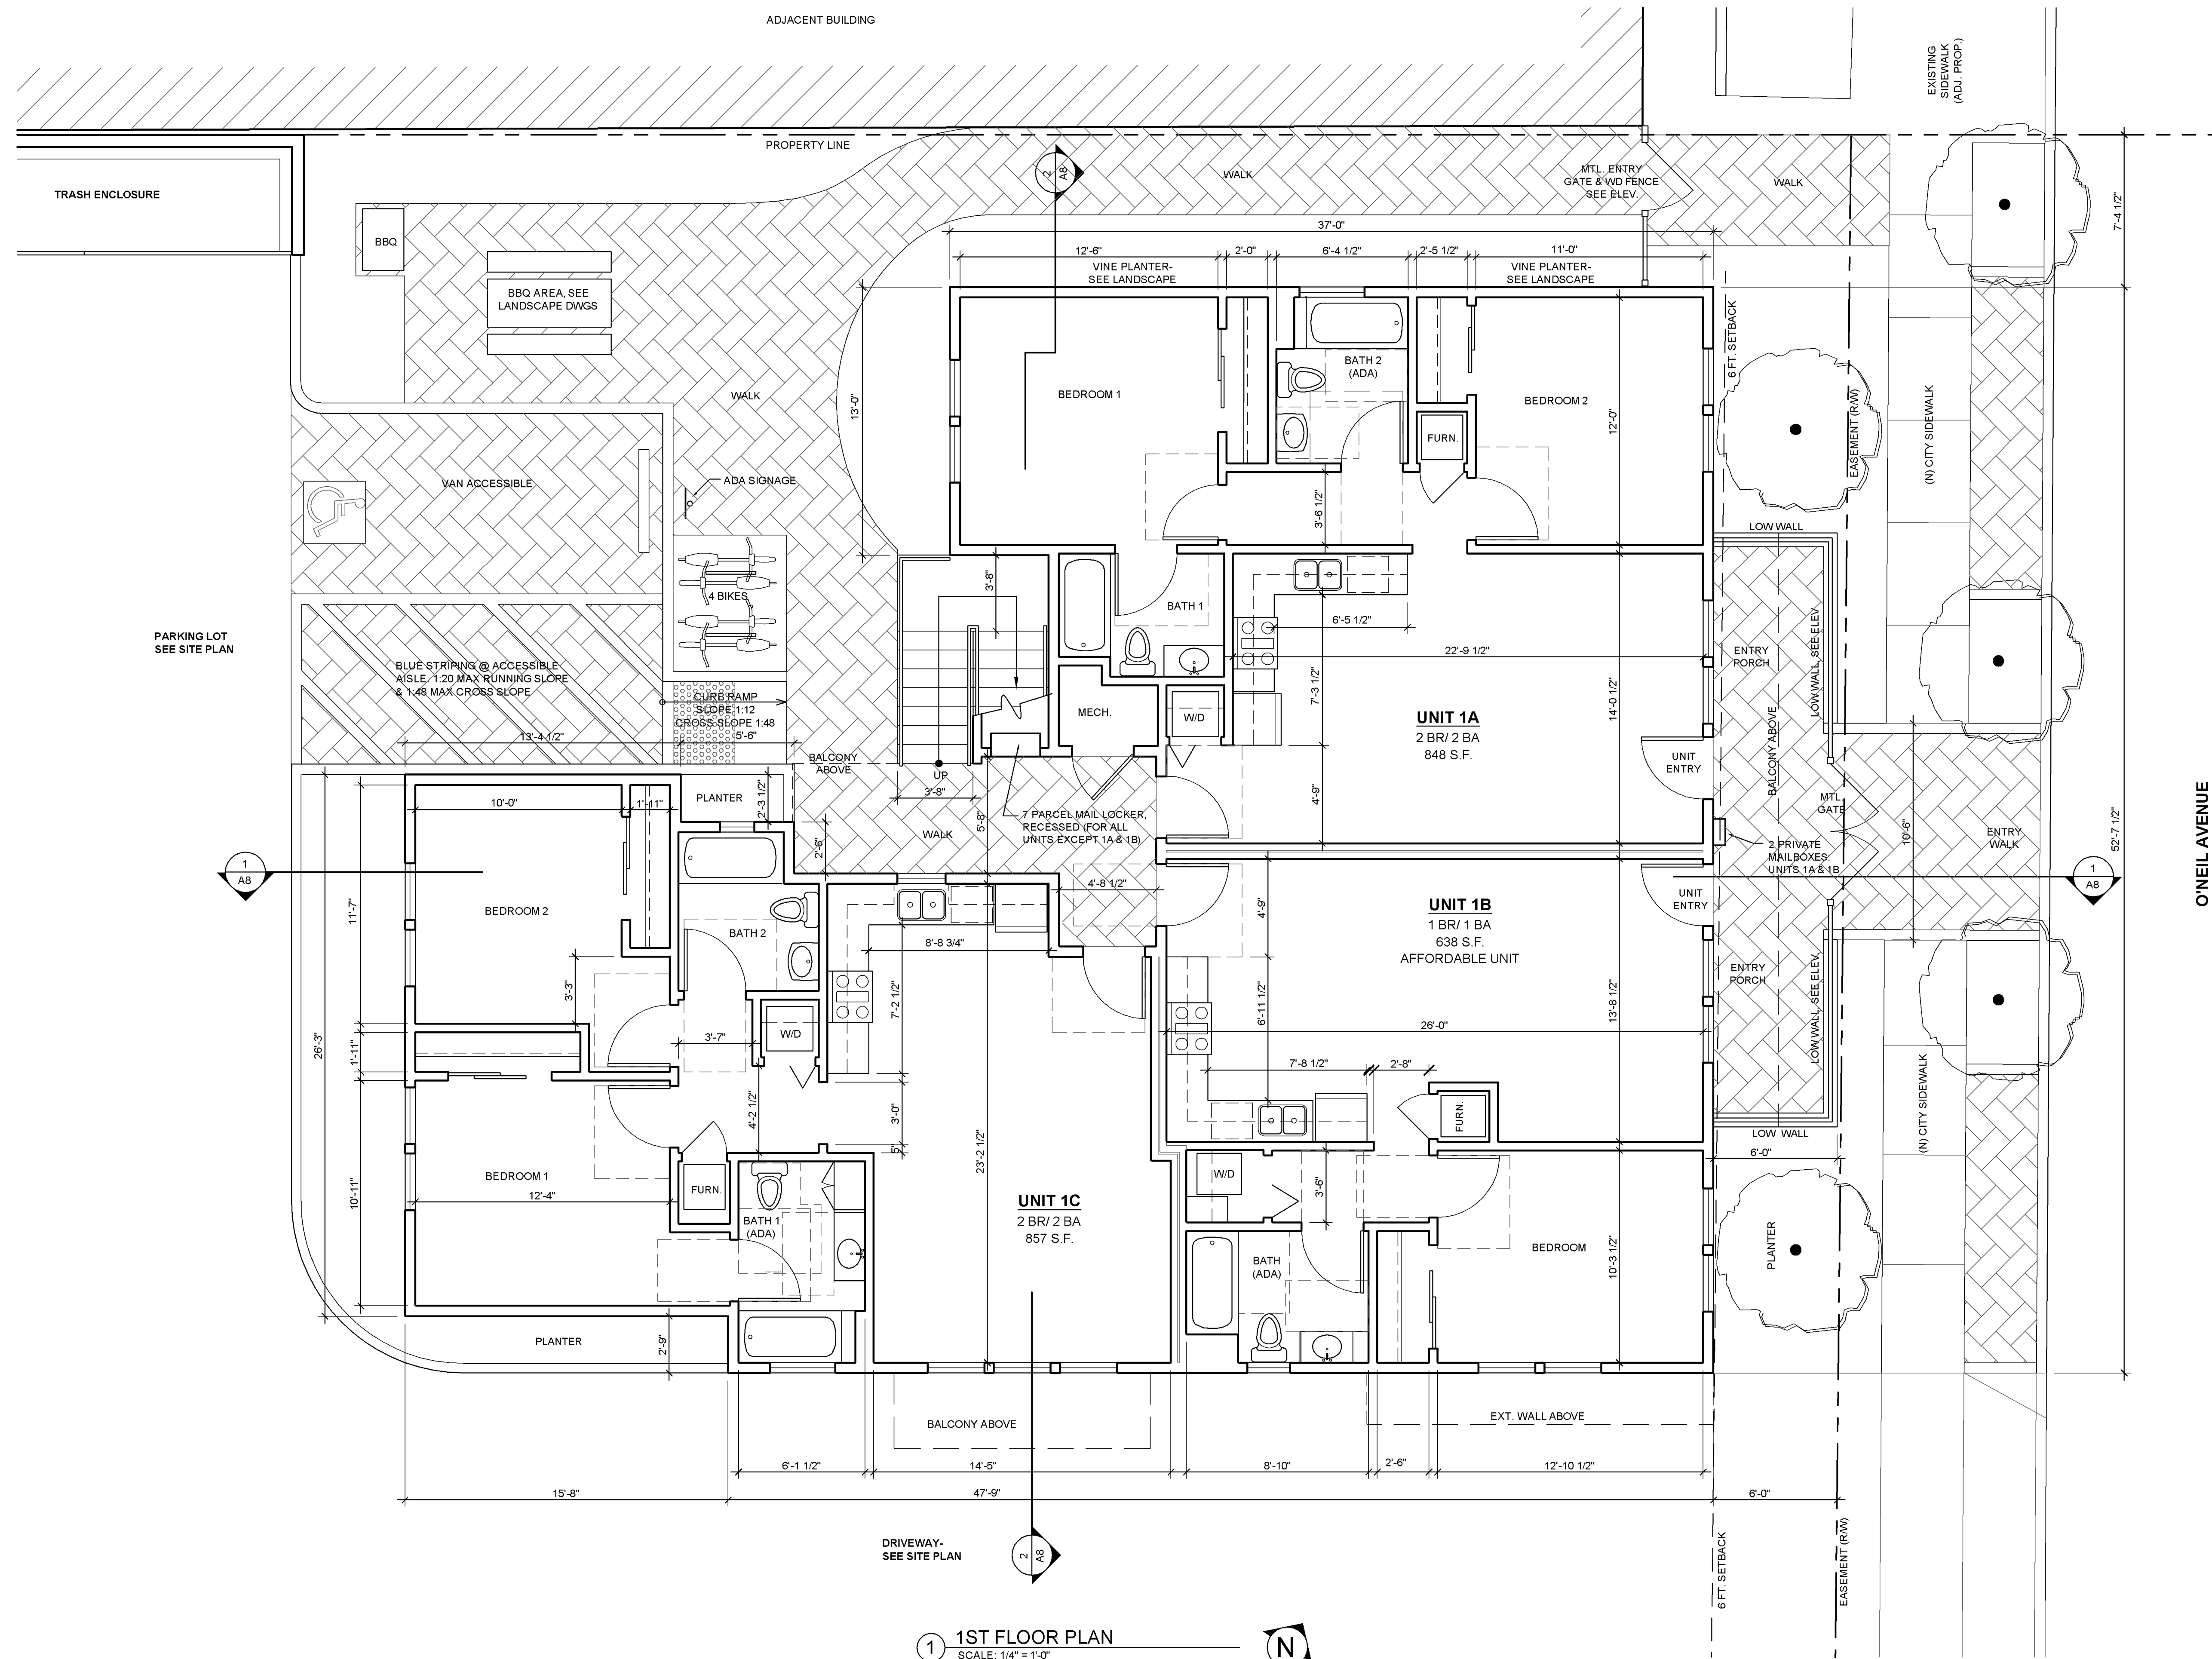 ADJACENT BUILDING
EXISTING
SIDEWALK
(ADJ. PROP.)
PROPERTY LINE
TRASH ENCLOSURE
WALK
MTL. ENTRY
GATE & WD FENCE
SEE ELEV.
WALK
7'-4 1/2"
BBQ
37'-0"
12'-6"
2'-0"
6'-4 1/2"
2'-5 1/2"
11'-0"
VINE PLANTER-
SEE LANDSCAPE
VINE PLANTER-
SEE LANDSCAPE
2
A8
BBQ AREA, SEE
LANDSCAPE DWGS
6 FT. SETBACK
BATH 2
(ADA)
BEDROOM 1
BEDROOM 2
WALK
13'-0"
12'-0"
EASEMENT (R/W)
(N) CITY SIDEWALK
FURN.
VAN ACCESSIBLE
ADA SIGNAGE
3'-6 1/2"
LOW WALL
3'-8"
4 BIKES
BATH 1
6'-5 1/2"
22'-9 1/2"
PARKING LOT
SEE SITE PLAN
BLUE STRIPING @ ACCESSIBLE
AISLE. 1:20 MAX RUNNING SLOPE
& 1:48 MAX CROSS SLOPE
ENTRY
PORCH
LOW WALL, SEE ELEV
CURB RAMP
SLOPE 1:12
CROSS SLOPE 1:48
7'-3 1/2"
14'-0 1/2"
MECH.
W/D
UNIT 1A
2 BR/ 2 BA
848 S.F.
13'-4 1/2"
5'-6"
BALCONY
ABOVE
UP
UNIT
ENTRY
BALCONY ABOVE
MTL.
GATE
O'NEIL AVENUE
10'-0"
1'-11"
PLANTER
2'-3 1/2"
3'-8"
4'-9"
5'-8"
7 PARCEL MAIL LOCKER,
RECESSED (FOR ALL
UNITS EXCEPT 1A & 1B)
WALK
2'-6"
10'-6"
ENTRY
WALK
52'-7 1/2"
2 PRIVATE
MAILBOXES:
UNITS 1A & 1B
1
A8
1
A8
4'-8 1/2"
UNIT
ENTRY
11'-7"
BEDROOM 2
BATH 2
4'-9"
UNIT 1B
1 BR/ 1 BA
638 S.F.
AFFORDABLE UNIT
8'-8 3/4"
ENTRY
PORCH
LOW WALL, SEE ELEV.
3'-3"
7'-2 1/2"
6'-11 1/2"
13'-8 1/2"
26'-0"
26'-3"
1'-11"
3'-7"
W/D
7'-8 1/2"
2'-8"
(N) CITY SIDEWALK
4'-2 1/2"
3'-0"
FURN.
5"
23'-2 1/2"
LOW WALL
6'-0"
BEDROOM 1
10'-11"
12'-4"
FURN.
W/D
3'-6"
UNIT 1C
2 BR/ 2 BA
857 S.F.
BATH 1
(ADA)
BATH
(ADA)
BEDROOM
10'-3 1/2"
PLANTER
PLANTER
2'-9"
BALCONY ABOVE
EXT. WALL ABOVE
6'-1 1/2"
14'-5"
8'-10"
2'-6"
12'-10 1/2"
15'-8"
47'-9"
6'-0"
DRIVEWAY-
SEE SITE PLAN
2
A8
6 FT. SETBACK
EASEMENT (R/W)
1
1ST FLOOR PLAN
SCALE: 1/4" = 1'-0"
N